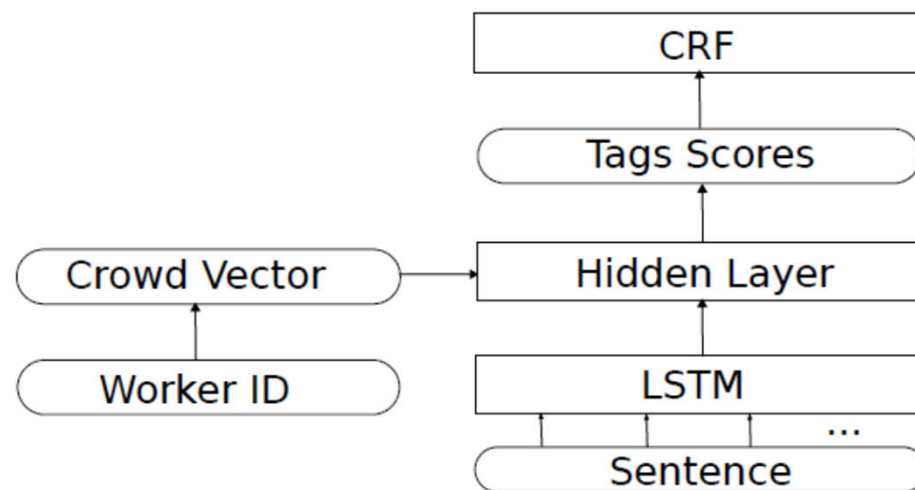 CRF
Tags Scores
Crowd Vector
Hidden Layer
Worker ID
LSTM
...
Sentence